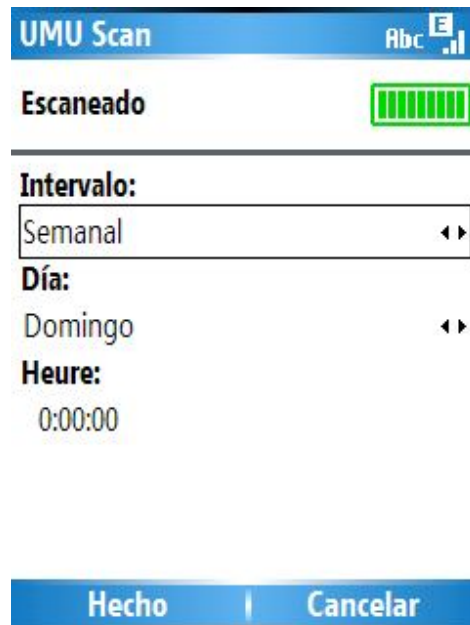 UMU Scan Abc E
Escaneado
Intervalo:
Semanal
Día:
Domingo
Heure:
0:00:00
Hecho Cancelar